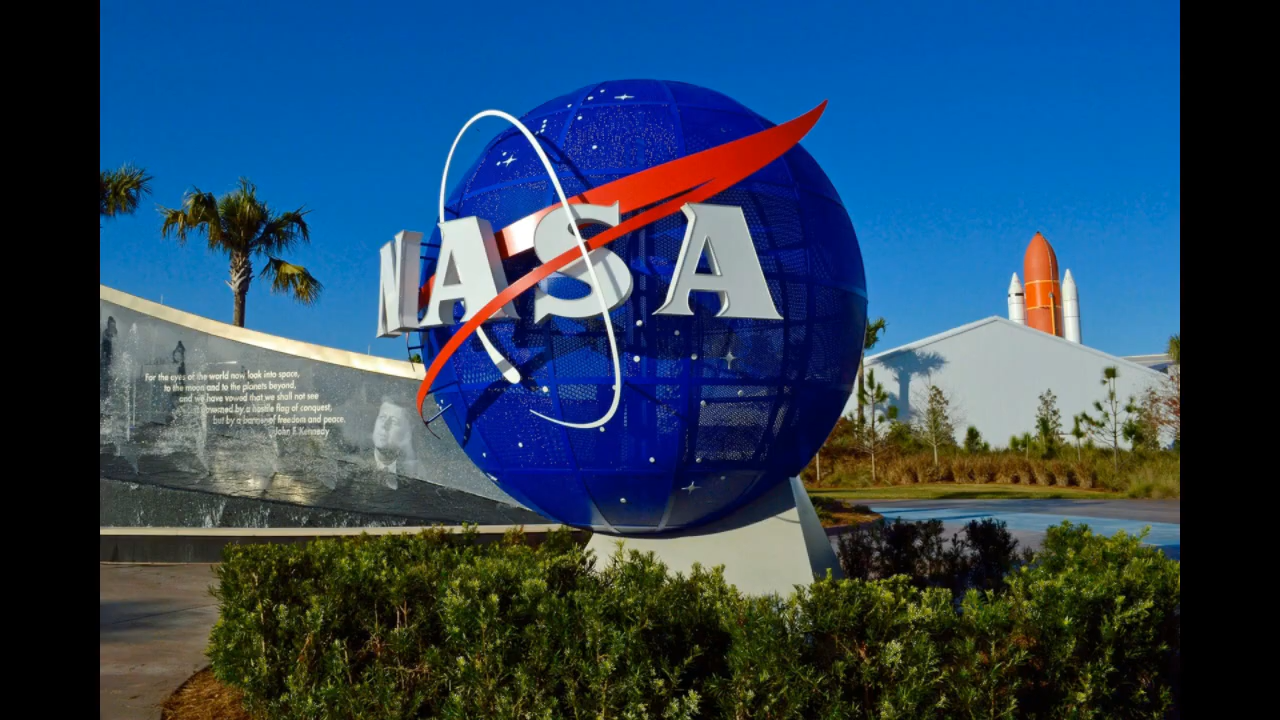 NASA
For the eyes of the world now look into space,
to the moon and to the planets beyond,
and we have vowed that we shall not see
governed by a hostile flag of conquest,
but by a banner of freedom and peace.
John F. Kennedy